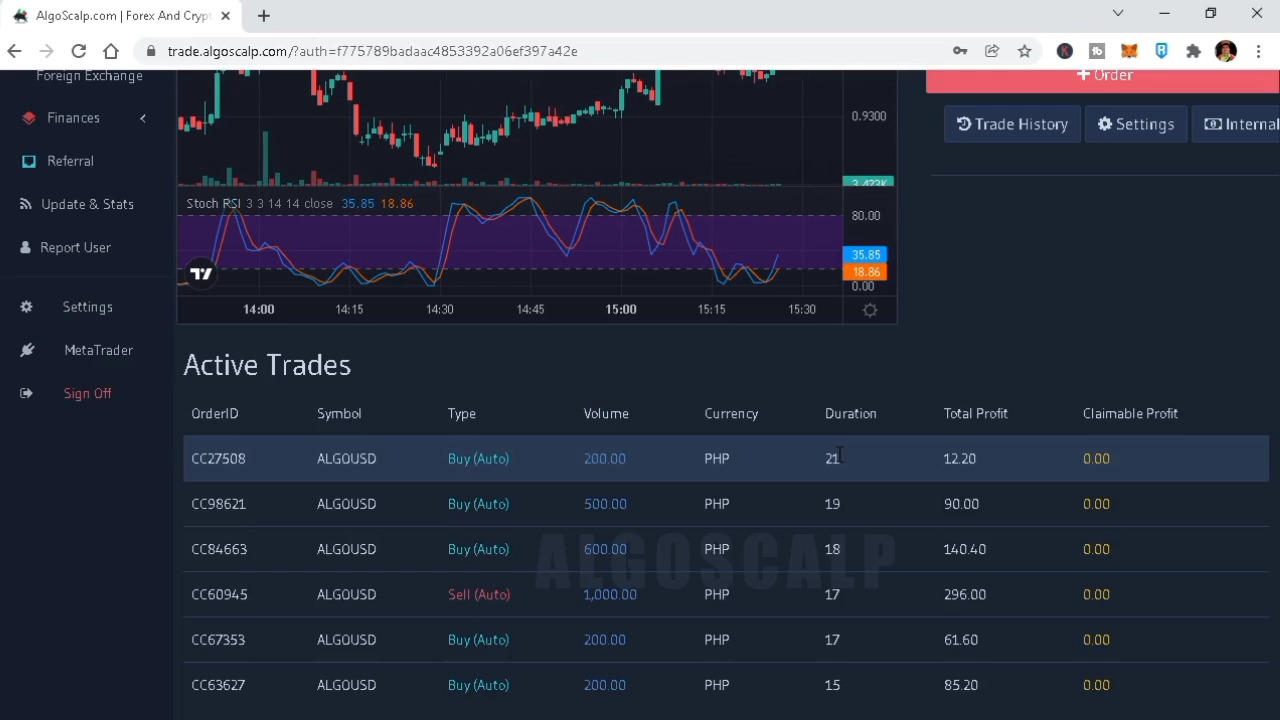 AlgoScalp.com | Forex And Crypt
trade.algoscalp.com/?auth=f775789badaac4853392a06ef397a42e
Foreign Exchange
Finances
Referral
Update & Stats
Report User
Settings
MetaTrader
Sign Off
0.9300
3.423K
Stoch RSI 3 3 14 14 close 35.85 18.86
80.00
35.85
18.86
0.00
14:00 14:15 14:30 14:45 15:00 15:15 15:30
+ Order
Trade History Settings Internal
Active Trades
OrderID Symbol Type Volume Currency Duration Total Profit Claimable Profit
CC27508 ALGOUSD Buy (Auto) 200.00 PHP 21 12.20 0.00
CC98621 ALGOUSD Buy (Auto) 500.00 PHP 19 90.00 0.00
CC84663 ALGOUSD Buy (Auto) 600.00 PHP 18 140.40 0.00
ALGOSCALP
CC60945 ALGOUSD Sell (Auto) 1,000.00 PHP 17 296.00 0.00
CC67353 ALGOUSD Buy (Auto) 200.00 PHP 17 61.60 0.00
CC63627 ALGOUSD Buy (Auto) 200.00 PHP 15 85.20 0.00